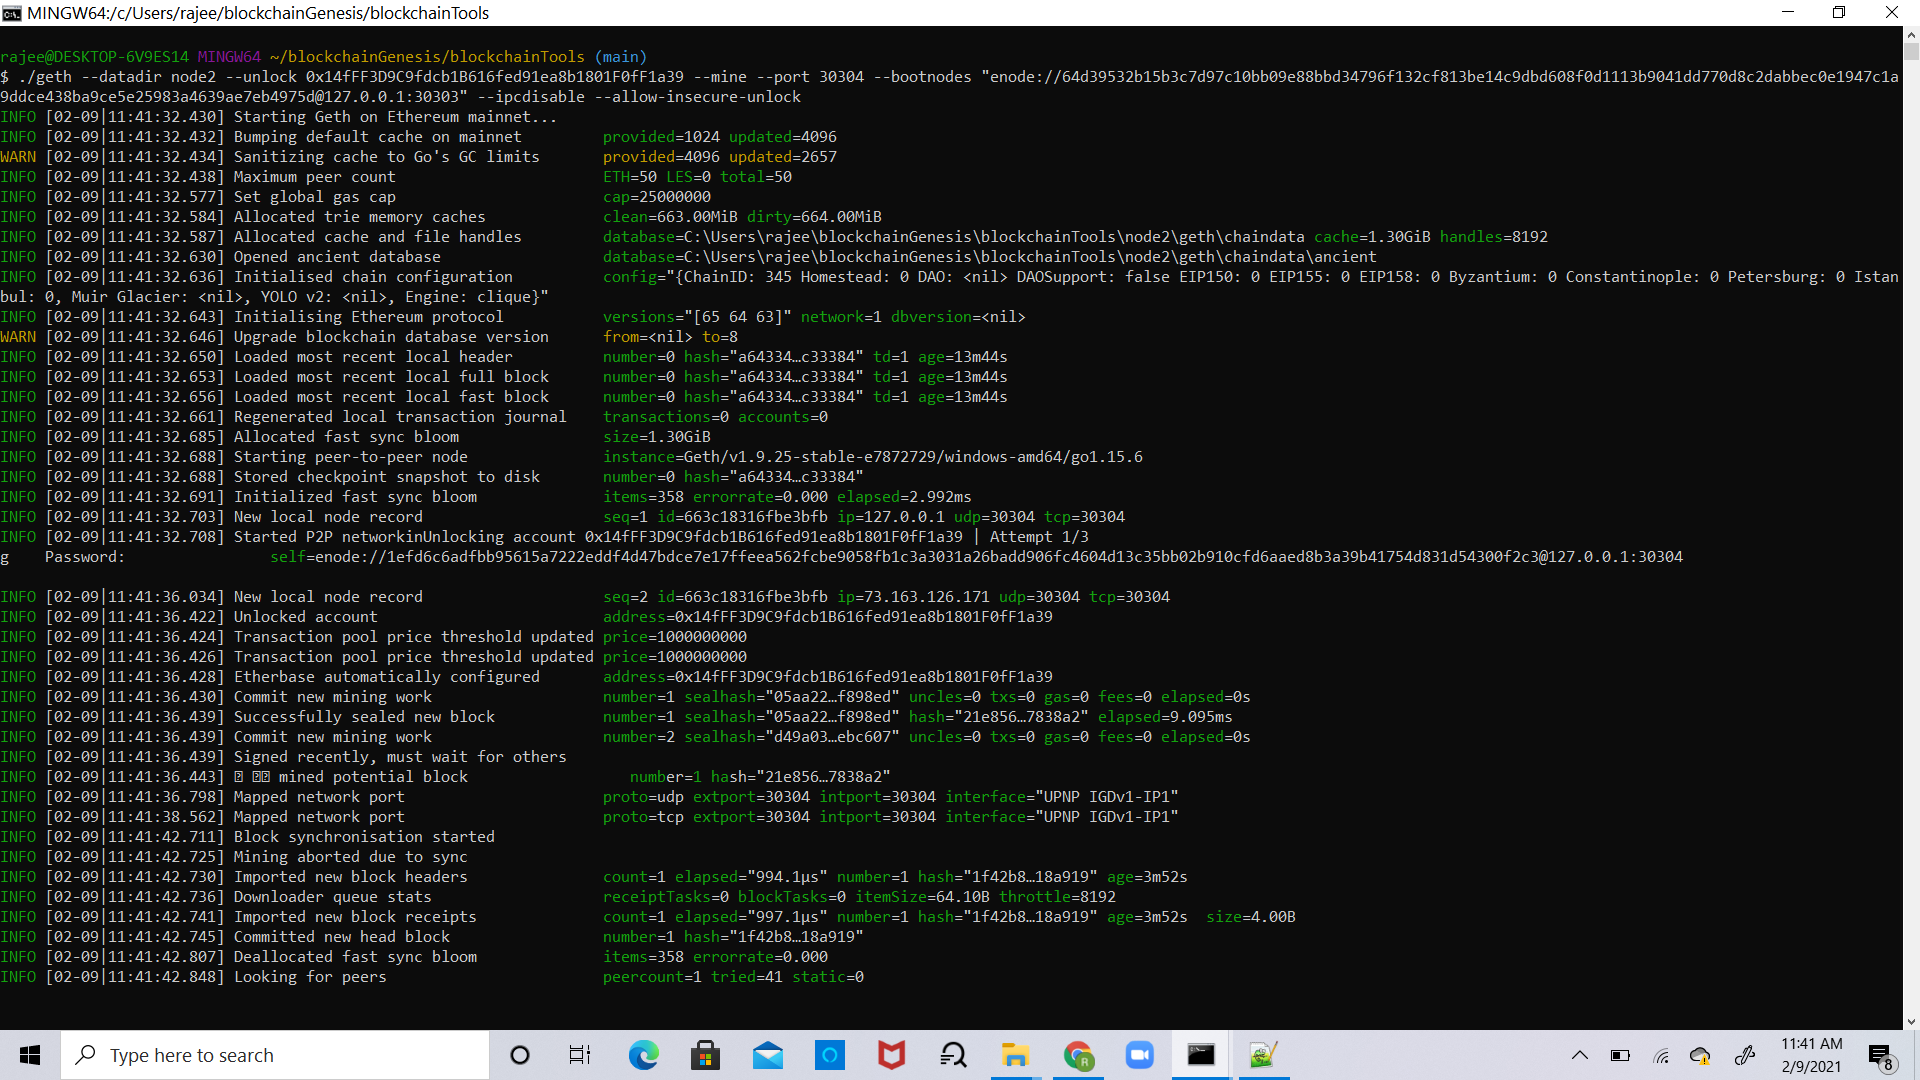 MINGW64:/c/Users/rajee/blockchainGenesis/blockchainTools
rajee@DESKTOP-6V9ES14 MINGW64 ~/blockchainGenesis/blockchainTools (main)
$ ./geth --datadir node2 --unlock 0x14fFF3D9C9fdcb1B616fed91ea8b1801F0fF1a39 --mine --port 30304 --bootnodes "enode://64d39532b15b3c7d97c10bb09e88bbd34796f132cf813be14c9dbd608f0d1113b9041dd770d8c2dabbec0e1947c1a
9ddce438ba9ce5e25983a4639ae7eb4975d@127.0.0.1:30303" --ipcdisable --allow-insecure-unlock
INFO [02-09|11:41:32.430] Starting Geth on Ethereum mainnet...
INFO [02-09|11:41:32.432] Bumping default cache on mainnet provided=1024 updated=4096
WARN [02-09|11:41:32.434] Sanitizing cache to Go's GC limits provided=4096 updated=2657
INFO [02-09|11:41:32.438] Maximum peer count ETH=50 LES=0 total=50
INFO [02-09|11:41:32.577] Set global gas cap cap=25000000
INFO [02-09|11:41:32.584] Allocated trie memory caches clean=663.00MiB dirty=664.00MiB
INFO [02-09|11:41:32.587] Allocated cache and file handles database=C:\Users\rajee\blockchainGenesis\blockchainTools\node2\geth\chaindata cache=1.30GiB handles=8192
INFO [02-09|11:41:32.630] Opened ancient database database=C:\Users\rajee\blockchainGenesis\blockchainTools\node2\geth\chaindata\ancient
INFO [02-09|11:41:32.636] Initialised chain configuration config="{ChainID: 345 Homestead: 0 DAO: <nil> DAOSupport: false EIP150: 0 EIP155: 0 EIP158: 0 Byzantium: 0 Constantinople: 0 Petersburg: 0 Istan
bul: 0, Muir Glacier: <nil>, YOLO v2: <nil>, Engine: clique}"
INFO [02-09|11:41:32.643] Initialising Ethereum protocol versions="[65 64 63]" network=1 dbversion=<nil>
WARN [02-09|11:41:32.646] Upgrade blockchain database version from=<nil> to=8
INFO [02-09|11:41:32.650] Loaded most recent local header number=0 hash="a64334…c33384" td=1 age=13m44s
INFO [02-09|11:41:32.653] Loaded most recent local full block number=0 hash="a64334…c33384" td=1 age=13m44s
INFO [02-09|11:41:32.656] Loaded most recent local fast block number=0 hash="a64334…c33384" td=1 age=13m44s
INFO [02-09|11:41:32.661] Regenerated local transaction journal transactions=0 accounts=0
INFO [02-09|11:41:32.685] Allocated fast sync bloom size=1.30GiB
INFO [02-09|11:41:32.688] Starting peer-to-peer node instance=Geth/v1.9.25-stable-e7872729/windows-amd64/go1.15.6
INFO [02-09|11:41:32.688] Stored checkpoint snapshot to disk number=0 hash="a64334…c33384"
INFO [02-09|11:41:32.691] Initialized fast sync bloom items=358 errorrate=0.000 elapsed=2.992ms
INFO [02-09|11:41:32.703] New local node record seq=1 id=663c18316fbe3bfb ip=127.0.0.1 udp=30304 tcp=30304
INFO [02-09|11:41:32.708] Started P2P networkinUnlocking account 0x14fFF3D9C9fdcb1B616fed91ea8b1801F0fF1a39 | Attempt 1/3
g Password: self=enode://1efd6c6adfbb95615a7222eddf4d47bdce7e17ffeea562fcbe9058fb1c3a3031a26badd906fc4604d13c35bb02b910cfd6aaed8b3a39b41754d831d54300f2c3@127.0.0.1:30304
INFO [02-09|11:41:36.034] New local node record seq=2 id=663c18316fbe3bfb ip=73.163.126.171 udp=30304 tcp=30304
INFO [02-09|11:41:36.422] Unlocked account address=0x14fFF3D9C9fdcb1B616fed91ea8b1801F0fF1a39
INFO [02-09|11:41:36.424] Transaction pool price threshold updated price=1000000000
INFO [02-09|11:41:36.426] Transaction pool price threshold updated price=1000000000
INFO [02-09|11:41:36.428] Etherbase automatically configured address=0x14fFF3D9C9fdcb1B616fed91ea8b1801F0fF1a39
INFO [02-09|11:41:36.430] Commit new mining work number=1 sealhash="05aa22…f898ed" uncles=0 txs=0 gas=0 fees=0 elapsed=0s
INFO [02-09|11:41:36.439] Successfully sealed new block number=1 sealhash="05aa22…f898ed" hash="21e856…7838a2" elapsed=9.095ms
INFO [02-09|11:41:36.439] Commit new mining work number=2 sealhash="d49a03…ebc607" uncles=0 txs=0 gas=0 fees=0 elapsed=0s
INFO [02-09|11:41:36.439] Signed recently, must wait for others
INFO [02-09|11:41:36.443] mined potential block number=1 hash="21e856…7838a2"
INFO [02-09|11:41:36.798] Mapped network port proto=udp extport=30304 intport=30304 interface="UPNP IGDv1-IP1"
INFO [02-09|11:41:38.562] Mapped network port proto=tcp extport=30304 intport=30304 interface="UPNP IGDv1-IP1"
INFO [02-09|11:41:42.711] Block synchronisation started
INFO [02-09|11:41:42.725] Mining aborted due to sync
INFO [02-09|11:41:42.730] Imported new block headers count=1 elapsed="994.1µs" number=1 hash="1f42b8…18a919" age=3m52s
INFO [02-09|11:41:42.736] Downloader queue stats receiptTasks=0 blockTasks=0 itemSize=64.10B throttle=8192
INFO [02-09|11:41:42.741] Imported new block receipts count=1 elapsed="997.1µs" number=1 hash="1f42b8…18a919" age=3m52s size=4.00B
INFO [02-09|11:41:42.745] Committed new head block number=1 hash="1f42b8…18a919"
INFO [02-09|11:41:42.807] Deallocated fast sync bloom items=358 errorrate=0.000
INFO [02-09|11:41:42.848] Looking for peers peercount=1 tried=41 static=0
Type here to search
11:41 AM
2/9/2021
8